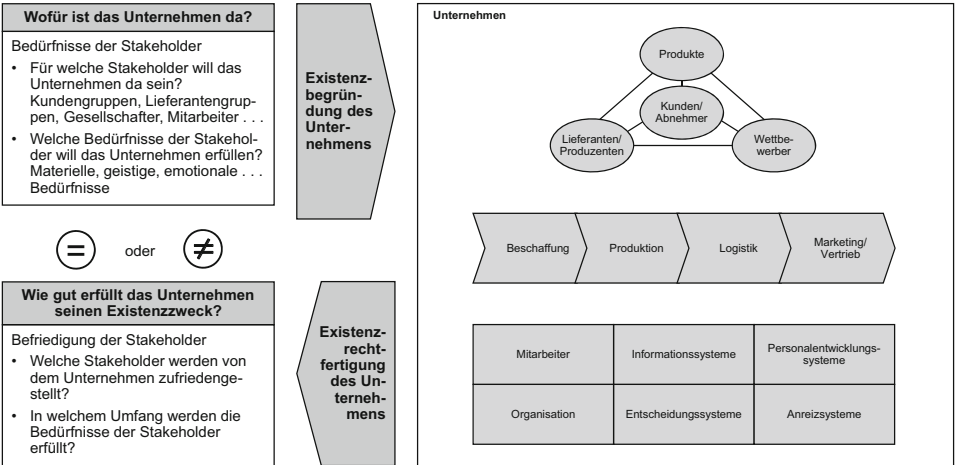 Wofür ist das Unternehmen da?
Bedürfnisse der Stakeholder
• Für welche Stakeholder will das
Unternehmen da sein?
Kundengruppen, Lieferantengrup-
pen, Gesellschafter, Mitarbeiter . . .
• Welche Bedürfnisse der Stakehol-
der will das Unternehmen erfüllen?
Materielle, geistige, emotionale . . .
Bedürfnisse
Existenz-
begrün-
dung des
Unter-
nehmens
= oder ≠
Wie gut erfüllt das Unternehmen
seinen Existenzzweck?
Befriedigung der Stakeholder
• Welche Stakeholder werden von
dem Unternehmen zufriedenge-
stellt?
• In welchem Umfang werden die
Bedürfnisse der Stakeholder
erfüllt?
Existenz-
recht-
fertigung
des Un-
terneh-
mens
Unternehmen
Produkte
Kunden/
Abnehmer
Lieferanten/
Produzenten
Wettbe-
werber
Beschaffung
Produktion
Logistik
Marketing/
Vertrieb
Mitarbeiter
Informationssysteme
Personalentwicklungs-
systeme
Organisation
Entscheidungssysteme
Anreizsysteme